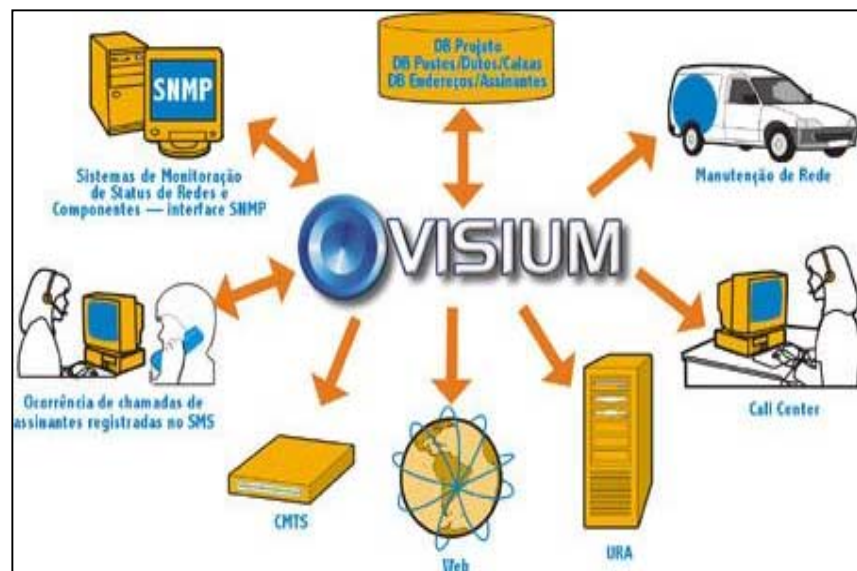 DB Projeto
DB Postes/Dutos/Caixas
DB Endereços/Assinantes
SNMP
Sistemas de Monitoração
de Status de Redes e
Componentes — interface SNMP
Manutenção de Rede
VISIUM
Ocorrência de chamadas de
assinantes registradas no SMS
Call Center
CMTS
Web
URA